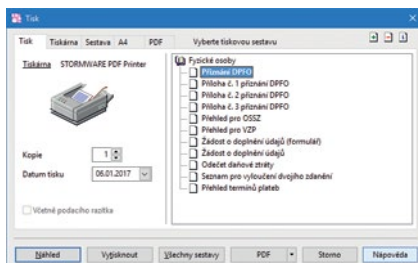 Tisk
Tisk Tiskárna Sestava A4 PDF Vyberte tiskovou sestavu
Tiskárna STORMWARE PDF Printer
Kopie 1
Datum tisku 06.01.2017
Včetně podacího razítka
Fyzické osoby
Přiznání DPFO
Příloha č. 1 přiznání DPFO
Příloha č. 2 přiznání DPFO
Příloha č. 3 přiznání DPFO
Přehled pro OSSZ
Přehled pro VZP
Žádost o doplnění údajů (formulář)
Žádost o doplnění údajů
Odečet daňové ztráty
Seznam pro vyloučení dvojího zdanění
Přehled termínů plateb
Náhled Vytisknout Všechny sestavy PDF Storno Nápověda